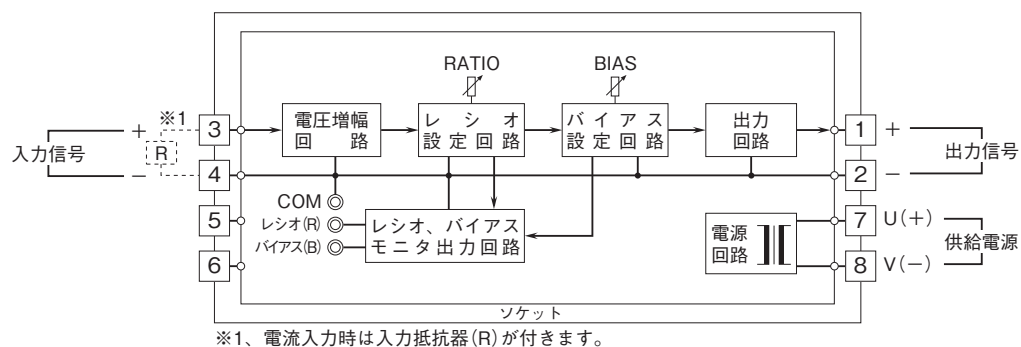 RATIO
BIAS
※1
3
電圧増幅
回路
レシオ
設定回路
バイアス
設定回路
出力
回路
1
+
入力信号
+
R
−
出力信号
4
2
−
COM
レシオ(R)
バイアス(B)
レシオ、バイアス
モニタ出力回路
5
6
電源
回路
7
U(+)
供給電源
8
V(−)
ソケット
※1、電流入力時は入力抵抗器(R)が付きます。